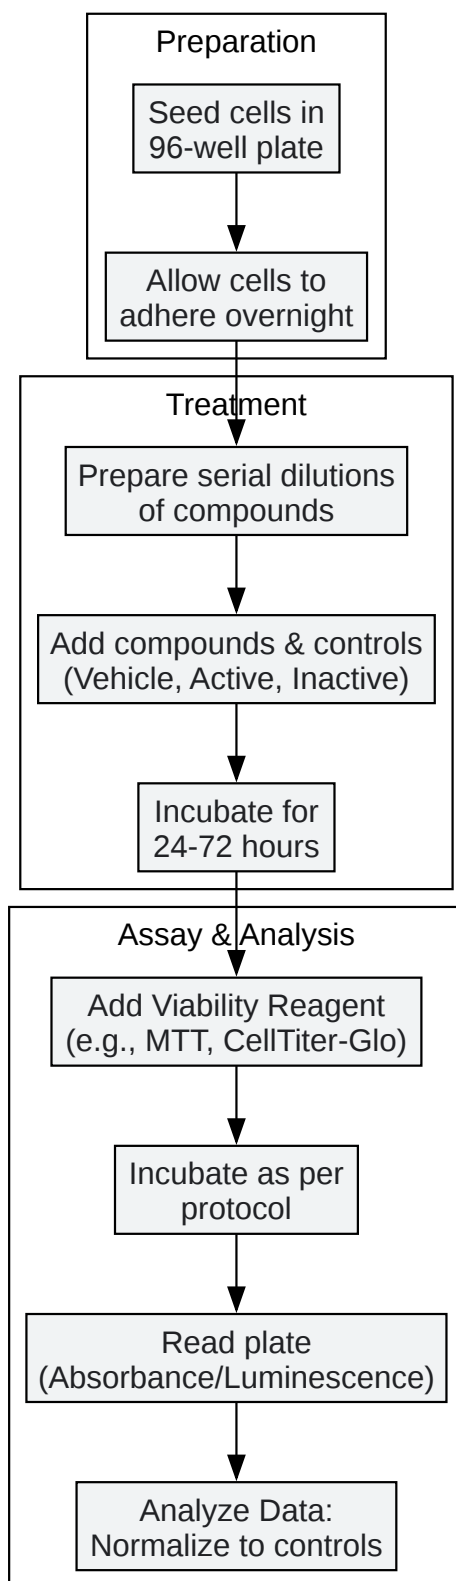 Preparation
Seed cells in
96-well plate
Allow cells to
adhere overnight
Treatment
Prepare serial dilutions
of compounds
Add compounds & controls
(Vehicle, Active, Inactive)
Incubate for
24-72 hours
Assay & Analysis
Add Viability Reagent
(e.g., MTT, CellTiter-Glo)
Incubate as per
protocol
Read plate
(Absorbance/Luminescence)
Analyze Data:
Normalize to controls